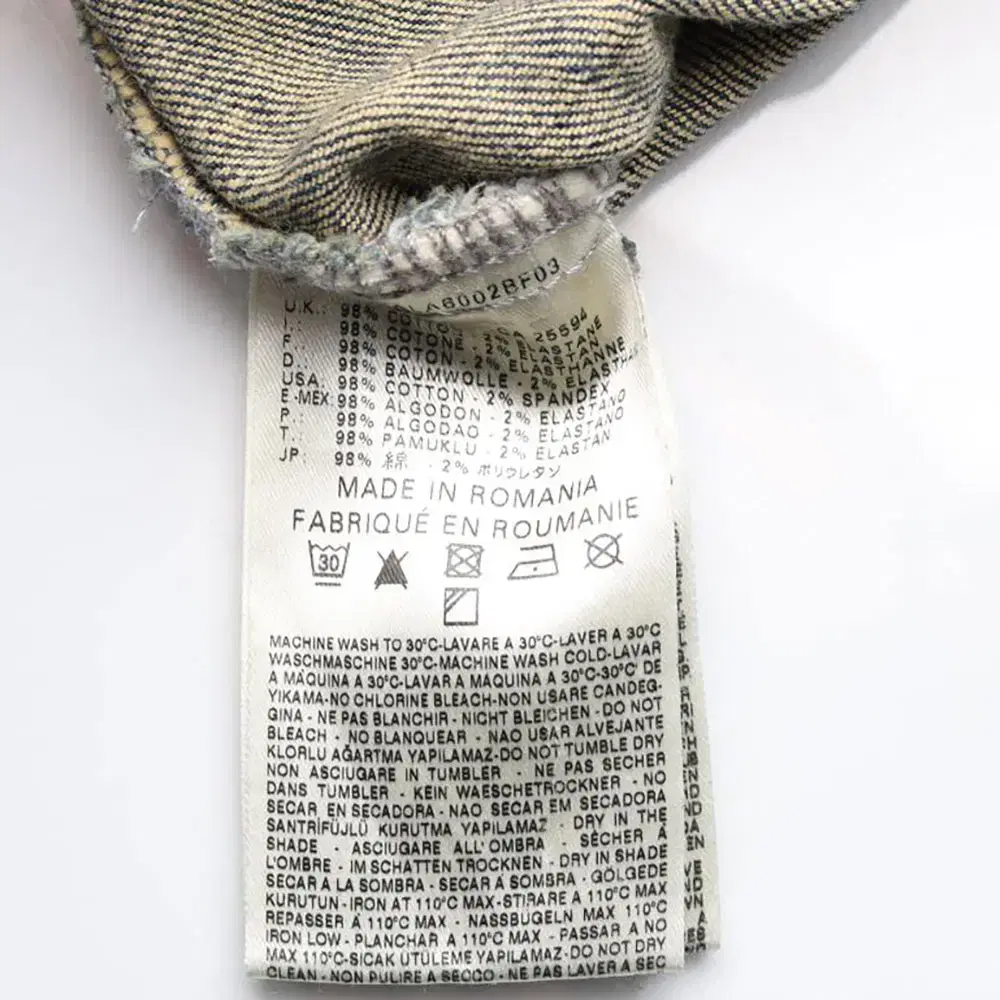 LA6002BF03
U.K.: 98% COTTON 25594
I.: 98% COTONE - 2% ELASTANE
F.: 98% COTON - 2% ELASTHANNE
D.: 98% BAUMWOLLE - 2% ELASTHAN
USA: 98% COTTON - 2% SPANDEX
E-MEX: 98% ALGODON - 2% ELASTANO
P.: 98% ALGODAO - 2% ELASTANO
T.: 98% PAMUKLU - 2% ELASTAN
JP: 98% 綿 - 2% ポリウレタン
MADE IN ROMANIA
FABRIQUÉ EN ROUMANIE
30
MACHINE WASH TO 30°C-LAVARE A 30°C-LAVER A 30°C
WASCHMASCHINE 30°C-MACHINE WASH COLD-LAVAR
A MÁQUINA A 30°C-LAVAR A MAQUINA A 30°C-30°C' DE
YIKAMA-NO CHLORINE BLEACH-NON USARE CANDEG-
GINA - NE PAS BLANCHIR - NICHT BLEICHEN - DO NOT
BLEACH - NO BLANQUEAR - NAO USAR ALVEJANTE
KLORLU AĞARTMA YAPILAMAZ-DO NOT TUMBLE DRY
NON ASCIUGARE IN TUMBLER - NE PAS SECHER
DANS TUMBLER - KEIN WAESCHETROCKNER - NO
SECAR EN SECADORA - NAO SECAR EM SECADORA
SANTRİFÜJLÜ KURUTMA YAPILAMAZ - DRY IN THE
SHADE - ASCIUGARE ALL'OMBRA - SÉCHER Á
L'OMBRE - IM SCHATTEN TROCKNEN - DRY IN SHADE
SECAR A LA SOMBRA - SECAR Á SOMBRA - GÖLGEDE
KURUTUN-IRON AT 110°C MAX-STIRARE A 110°C MAX
REPASSER Á 110°C MAX - NASSBÜGELN MAX 110°C
IRON LOW - PLANCHAR A 110°C MAX - PASSAR A NO
MAX 110°C-SICAK ÜTÜLEME YAPILMAZ-DO NOT DRY
CLEAN - NON PULIRE A SECCO - NE PAS LAVER A SEC